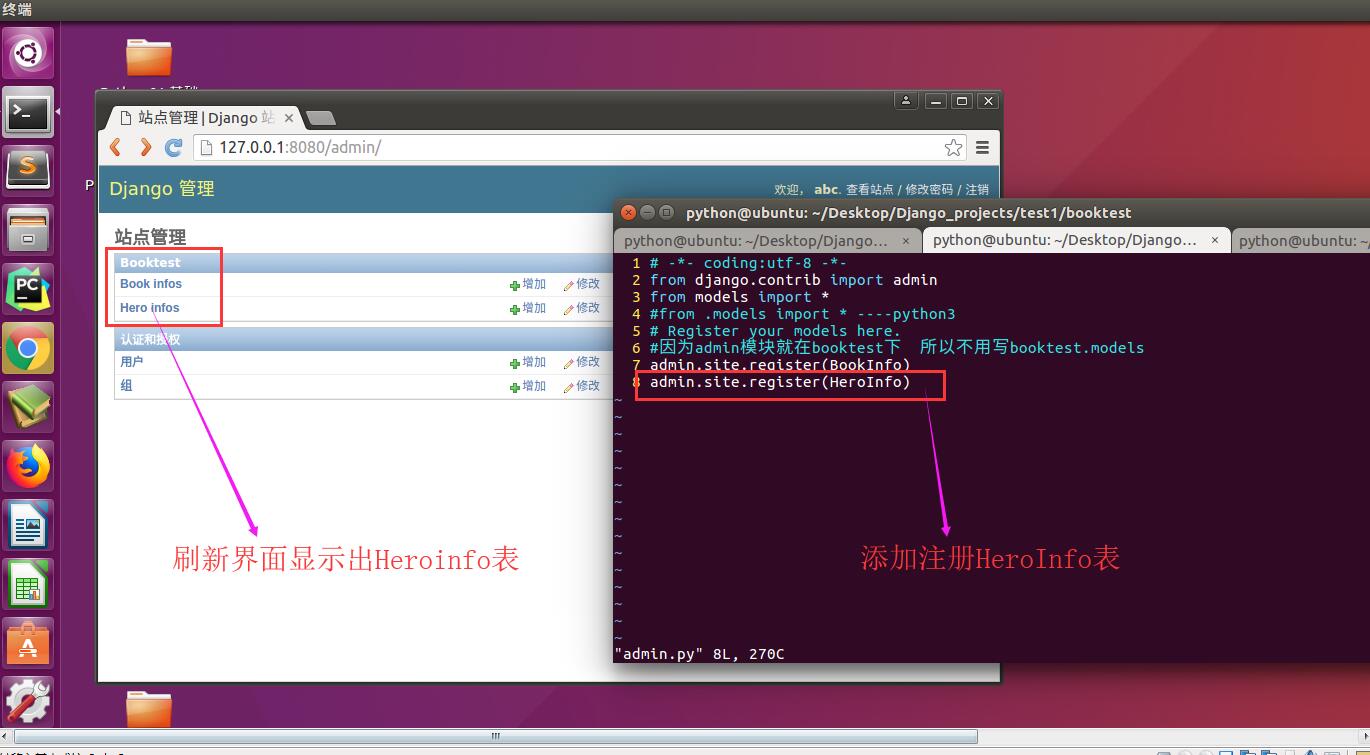 终端
P
站点管理 | Django 站
127.0.0.1:8080/admin/
Django 管理
欢迎， abc. 查看站点 / 修改密码 / 注销
站点管理
Booktest
Book infos 增加 修改
Hero infos 增加 修改
认证和授权
用户 增加 修改
组 增加 修改
刷新界面显示出Heroinfo表
python@ubuntu: ~/Desktop/Django_projects/test1/booktest
python@ubuntu: ~/Desktop/Django... × python@ubuntu: ~/Desktop/Django... × python@ubuntu: ~/
1 # -*- coding:utf-8 -*-
2 from django.contrib import admin
3 from models import *
4 #from .models import * ----python3
5 # Register your models here.
6 #因为admin模块就在booktest下 所以不用写booktest.models
7 admin.site.register(BookInfo)
8 admin.site.register(HeroInfo)
添加注册HeroInfo表
"admin.py" 8L, 270C